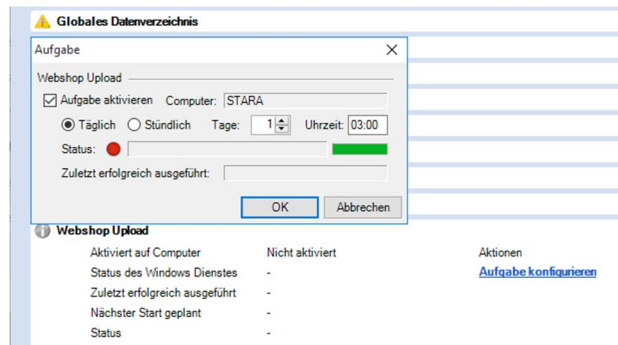 Globales Datenverzeichnis
Aufgabe
Webshop Upload
Aufgabe aktivieren Computer: STARA
Täglich Stündlich Tage: 1 Uhrzeit: 03:00
Status:
Zuletzt erfolgreich ausgeführt:
OK Abbrechen
Webshop Upload
Aktiviert auf Computer Nicht aktiviert Aktionen
Status des Windows Dienstes - Aufgabe konfigurieren
Zuletzt erfolgreich ausgeführt -
Nächster Start geplant -
Status -